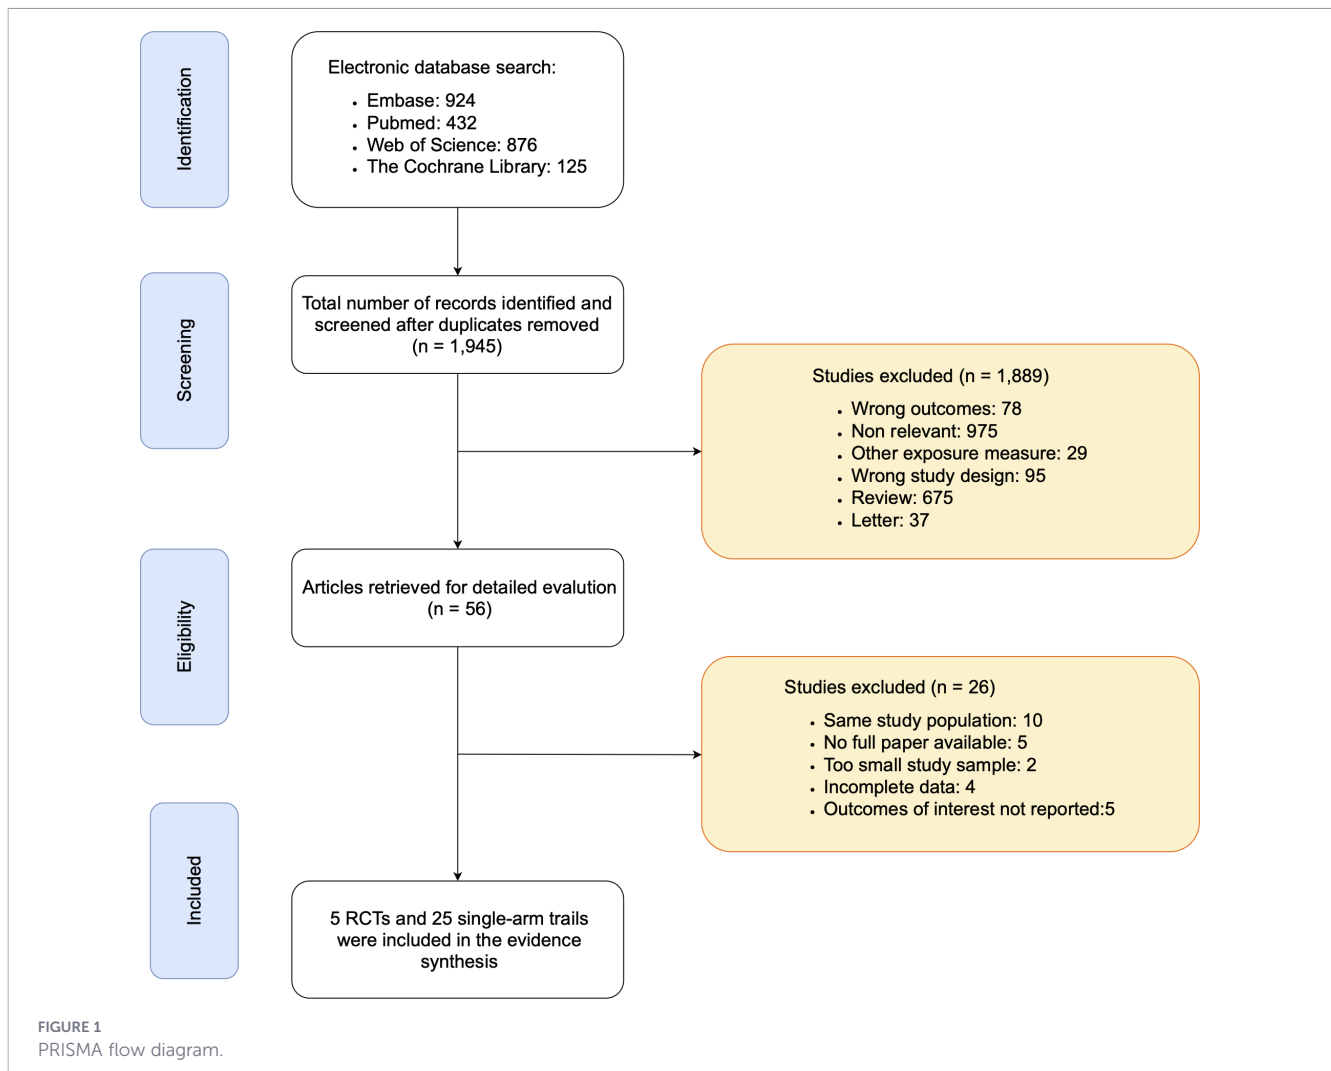 Identification
Electronic database search:
• Embase: 924
• Pubmed: 432
• Web of Science: 876
• The Cochrane Library: 125
Screening
Total number of records identified and
screened after duplicates removed
(n = 1,945)
Studies excluded (n = 1,889)
• Wrong outcomes: 78
• Non relevant: 975
• Other exposure measure: 29
• Wrong study design: 95
• Review: 675
• Letter: 37
Eligibility
Articles retrieved for detailed evalution
(n = 56)
Studies excluded (n = 26)
• Same study population: 10
• No full paper available: 5
• Too small study sample: 2
• Incomplete data: 4
• Outcomes of interest not reported:5
Included
5 RCTs and 25 single-arm trails
were included in the evidence
synthesis
FIGURE 1
PRISMA flow diagram.